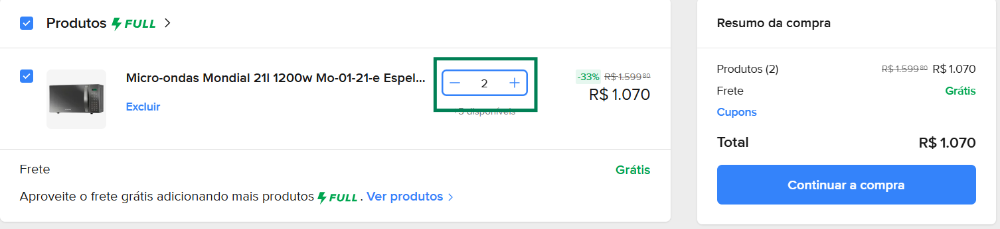 Produtos FULL
Micro-ondas Mondial 21l 1200w Mo-01-21-e Espel...
Excluir
2
+5 disponíveis
-33% R$ 1.599 80
R$ 1.070
Frete Grátis
Aproveite o frete grátis adicionando mais produtos FULL . Ver produtos
Resumo da compra
Produtos (2) R$ 1.599 80 R$ 1.070
Frete Grátis
Cupons
Total R$ 1.070
Continuar a compra